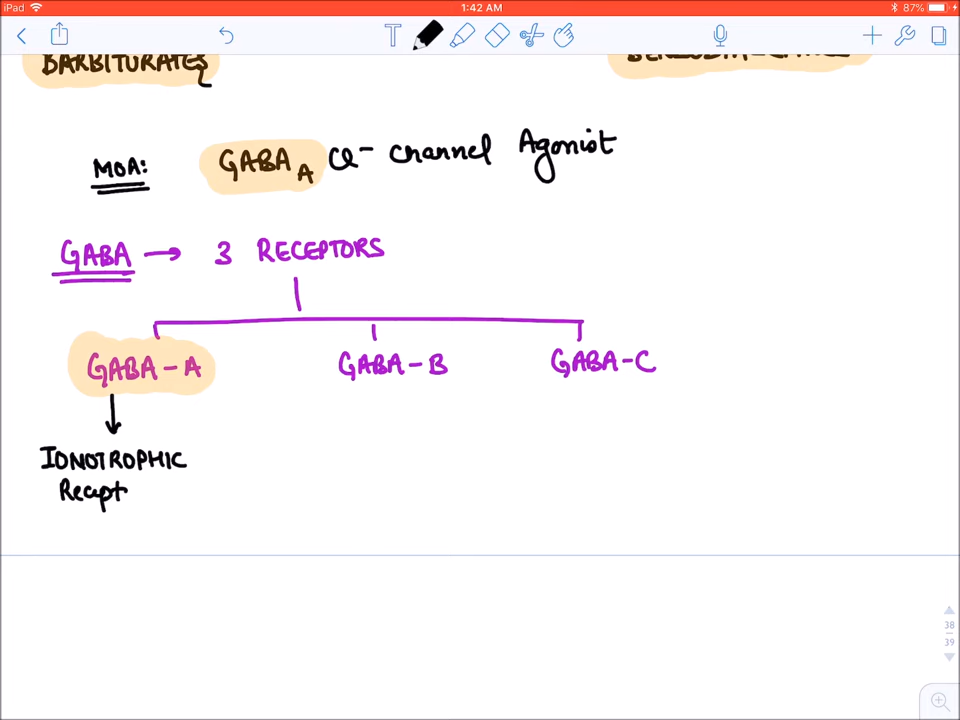 iPad 1:42 AM 87%
T
BARBITURATES
MOA: GABA A Cl- channel Agonist
GABA → 3 RECEPTORS
GABA-A GABA-B GABA-C
IONOTROPHIC
Recept
38
39